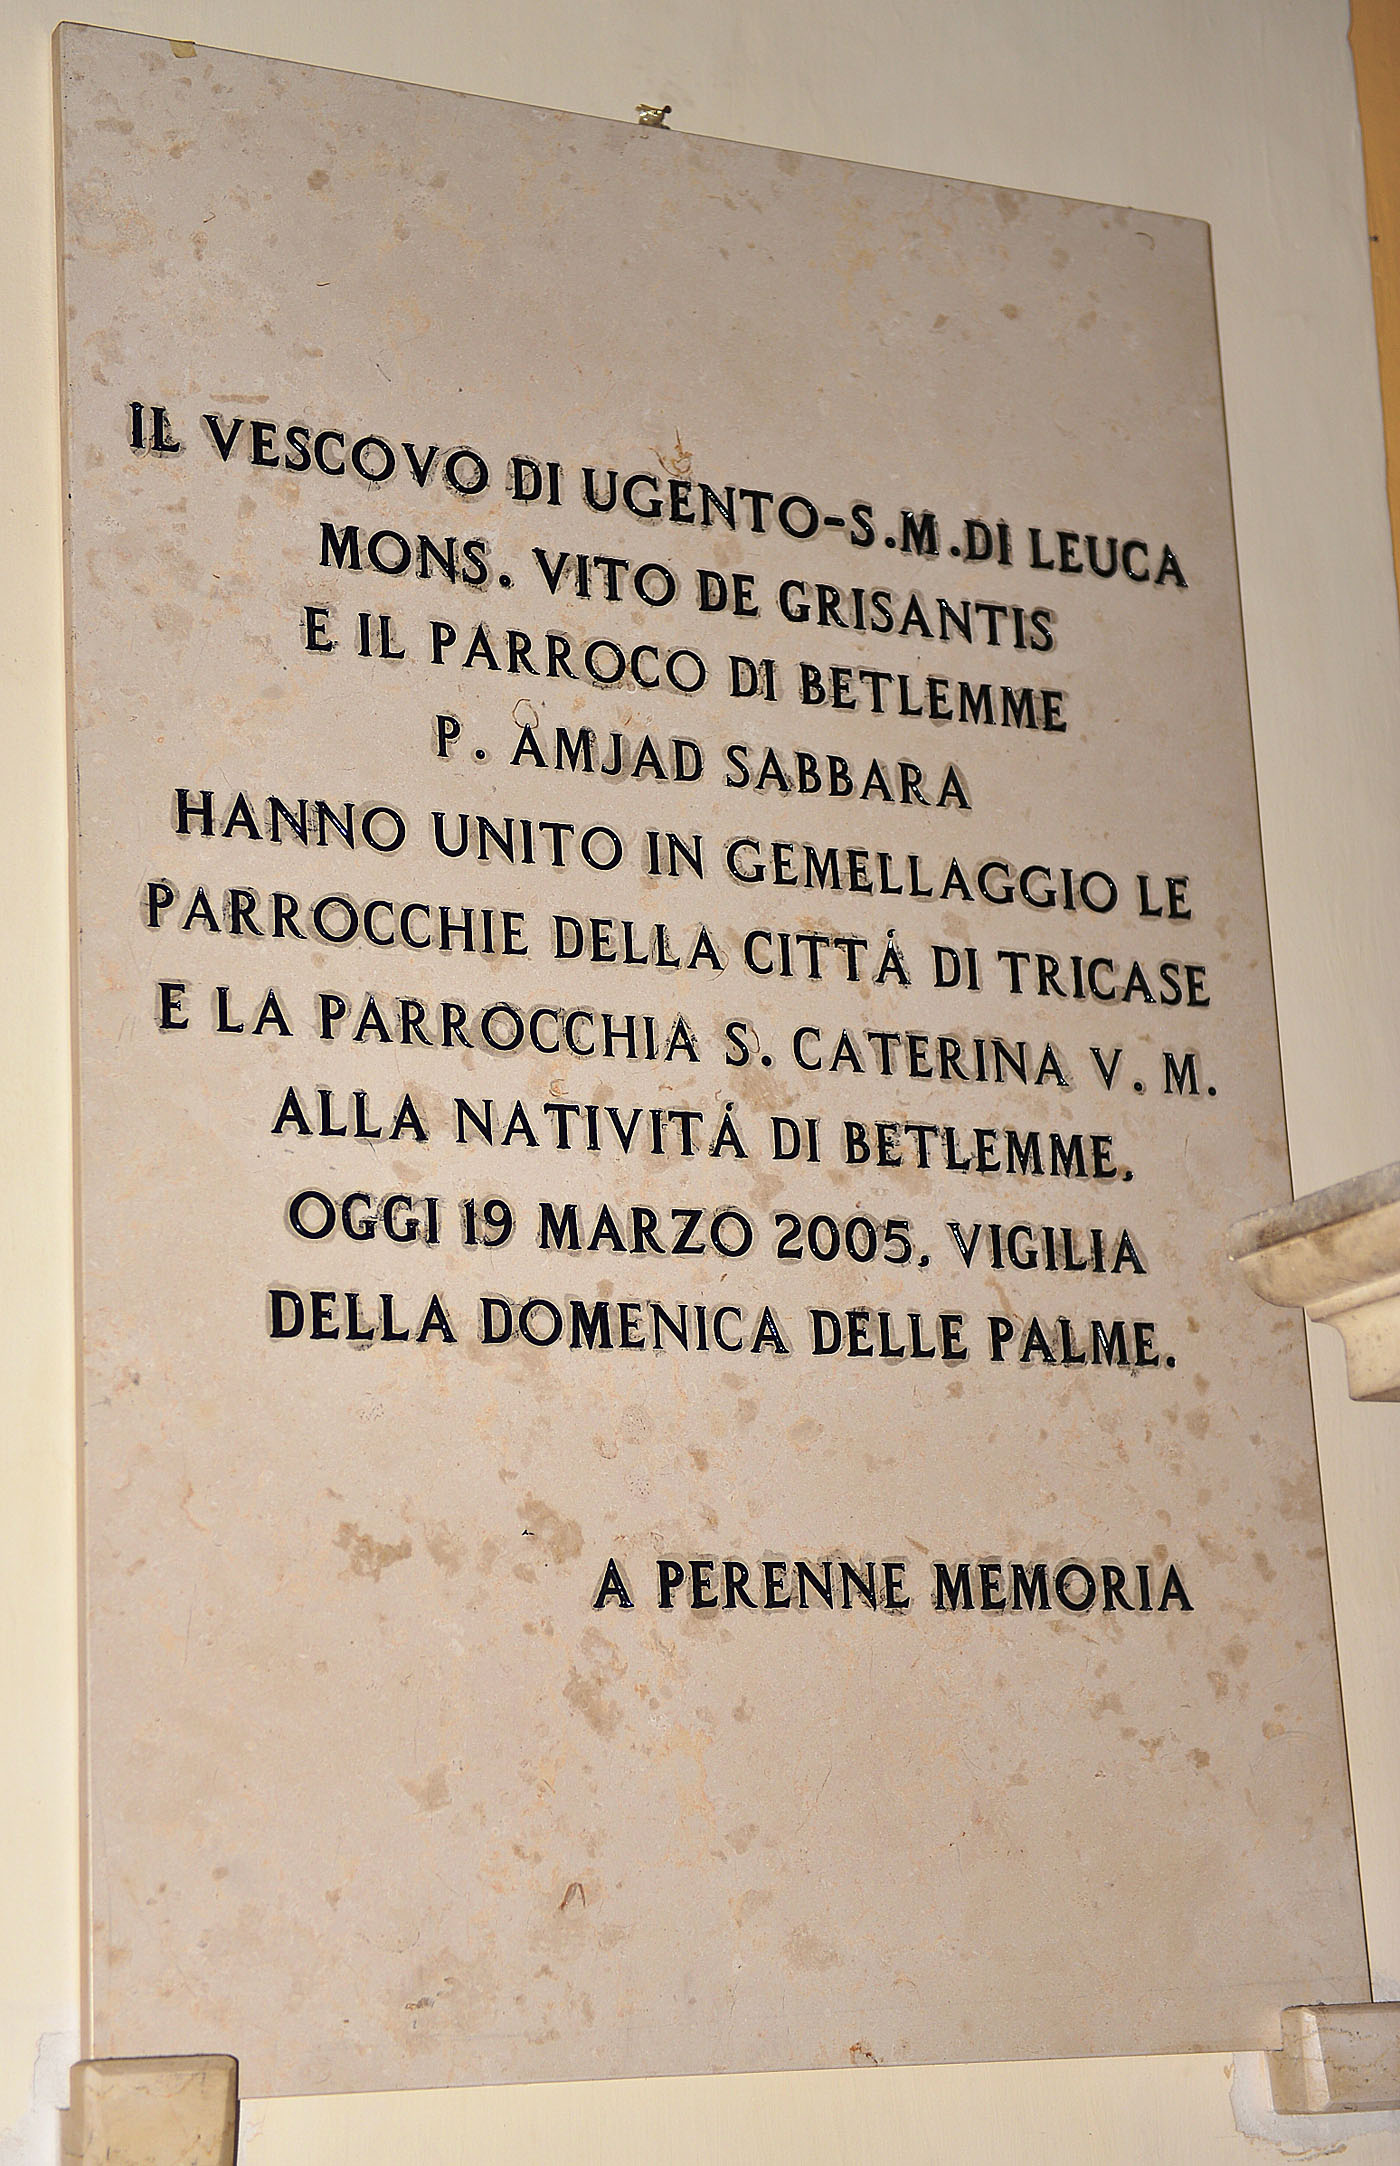 IL VESCOVO DI UGENTO-S.M.DI LEUCA
MONS. VITO DE GRISANTIS
E IL PARROCO DI BETLEMME
P. AMJAD SABBARA
HANNO UNITO IN GEMELLAGGIO LE
PARROCCHIE DELLA CITTÁ DI TRICASE
E LA PARROCCHIA S. CATERINA V. M.
ALLA NATIVITÁ DI BETLEMME,
OGGI 19 MARZO 2005, VIGILIA
DELLA DOMENICA DELLE PALME.
A PERENNE MEMORIA